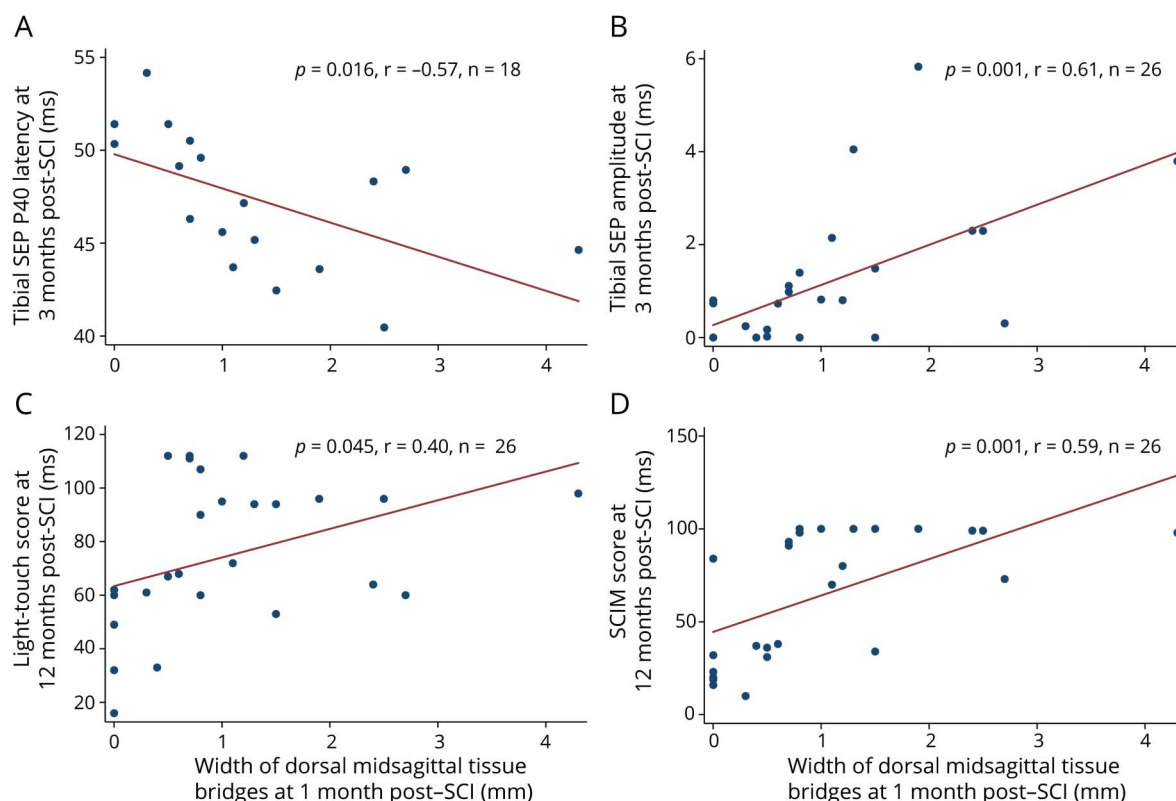 A
Tibial SEP P40 latency at
3 months post-SCI (ms)
55
50
45
40
p = 0.016, r = –0.57, n = 18
0 1 2 3 4
B
Tibial SEP amplitude at
3 months post-SCI (ms)
6
4
2
0
p = 0.001, r = 0.61, n = 26
0 1 2 3 4
C
Light-touch score at
12 months post-SCI (ms)
120
100
80
60
40
20
p = 0.045, r = 0.40, n = 26
0 1 2 3 4
Width of dorsal midsagittal tissue
bridges at 1 month post–SCI (mm)
D
SCIM score at
12 months post-SCI (ms)
150
100
50
0
p = 0.001, r = 0.59, n = 26
0 1 2 3 4
Width of dorsal midsagittal tissue
bridges at 1 month post–SCI (mm)